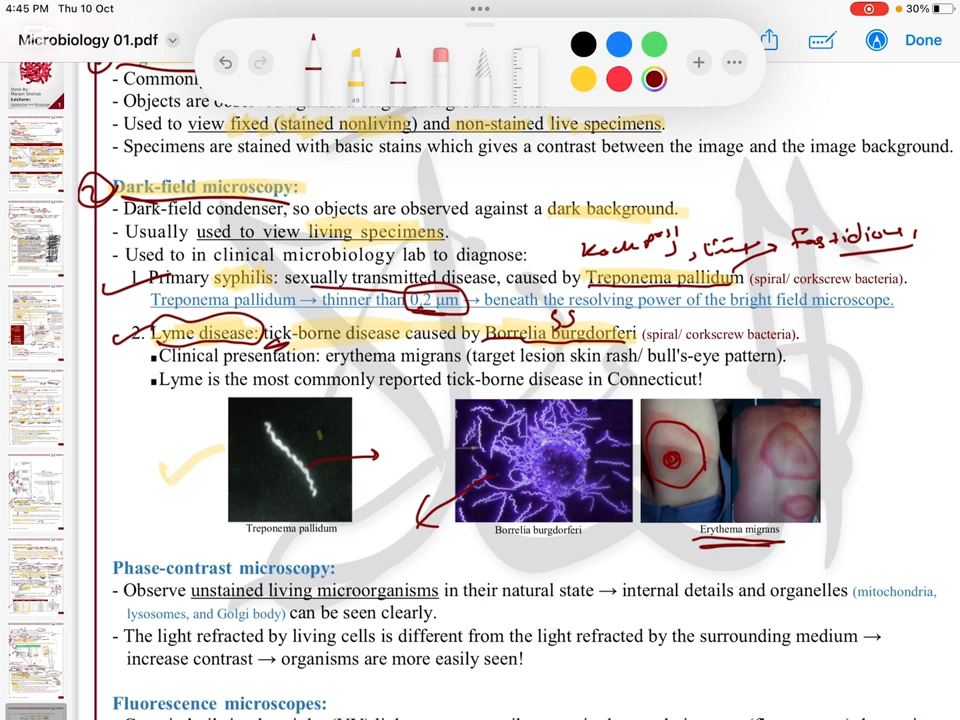 4:45 PM Thu 10 Oct
30%
Microbiology 01.pdf
Done
- Objects are
- Used to view fixed (stained nonliving) and non-stained live specimens.
- Specimens are stained with basic stains which gives a contrast between the image and the image background.
2 Dark-field microscopy:
- Dark-field condenser, so objects are observed against a dark background.
- Usually used to view living specimens.
Koch fastidious
- Used to in clinical microbiology lab to diagnose:
1. Primary syphilis: sexually transmitted disease, caused by Treponema pallidum (spiral/ corkscrew bacteria).
Treponema pallidum → thinner than 0.2 μm → beneath the resolving power of the bright field microscope.
2. Lyme disease: tick-borne disease caused by Borrelia burgdorferi (spiral/ corkscrew bacteria).
▪Clinical presentation: erythema migrans (target lesion skin rash/ bull's-eye pattern).
▪Lyme is the most commonly reported tick-borne disease in Connecticut!
Treponema pallidum
Borrelia burgdorferi
Erythema migrans
Phase-contrast microscopy:
- Observe unstained living microorganisms in their natural state → internal details and organelles (mitochondria,
lysosomes, and Golgi body) can be seen clearly.
- The light refracted by living cells is different from the light refracted by the surrounding medium →
increase contrast → organisms are more easily seen!
Fluorescence microscopes: